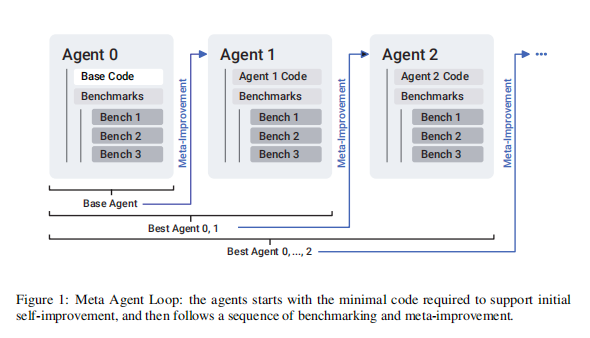 Agent 0
Base Code
Benchmarks
Bench 1
Bench 2
Bench 3
Meta-Improvement
Agent 1
Agent 1 Code
Benchmarks
Bench 1
Bench 2
Bench 3
Meta-Improvement
Agent 2
Agent 2 Code
Benchmarks
Bench 1
Bench 2
Bench 3
Meta-Improvement
...
Base Agent
Best Agent 0, 1
Best Agent 0, ..., 2
Figure 1: Meta Agent Loop: the agents starts with the minimal code required to support initial
self-improvement, and then follows a sequence of benchmarking and meta-improvement.